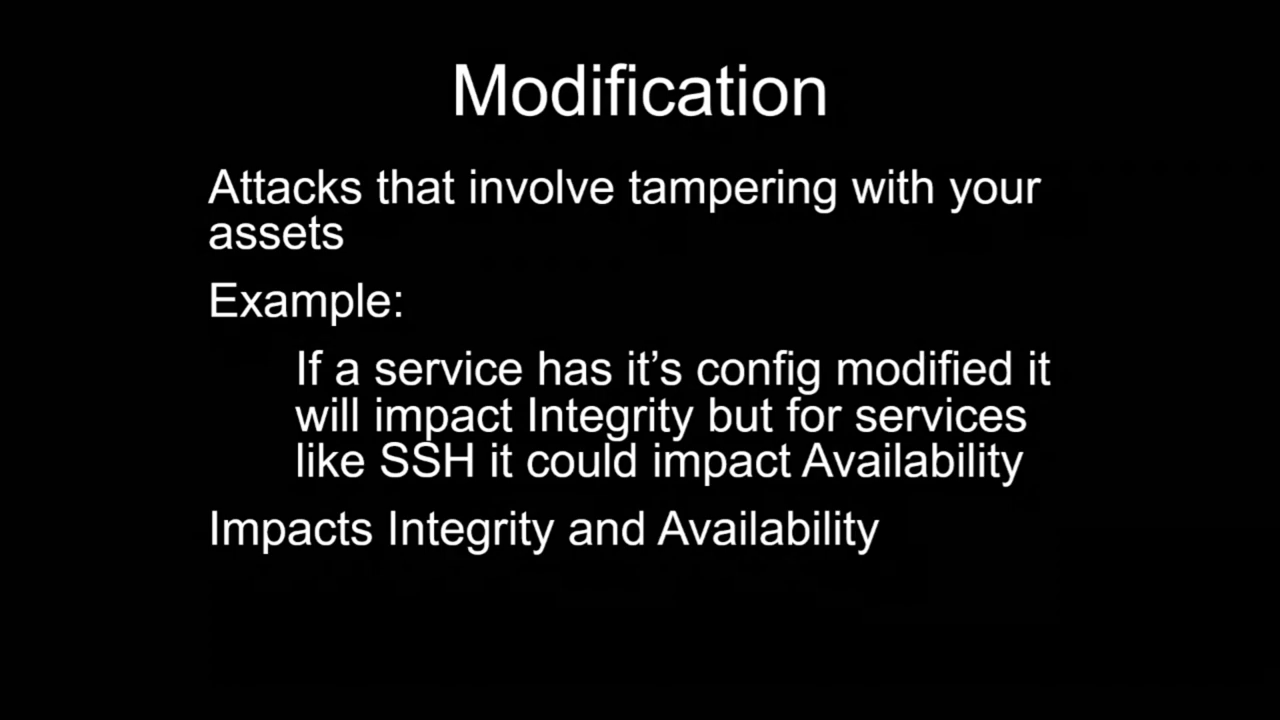 Modification
Attacks that involve tampering with your
assets
Example:
If a service has it’s config modified it
will impact Integrity but for services
like SSH it could impact Availability
Impacts Integrity and Availability